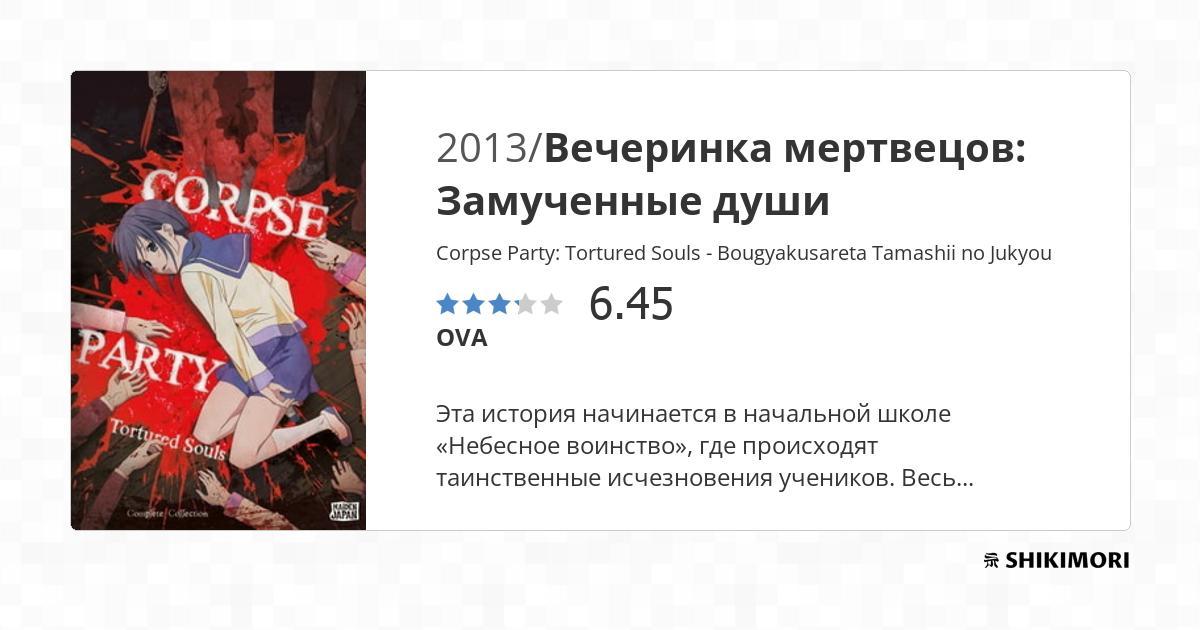 CORPSE
PARTY
Tortured Souls
Complete Collection
MAIDEN
JAPAN
2013/Вечеринка мертвецов:
Замученные души
Corpse Party: Tortured Souls - Bougyakusareta Tamashii no Jukyou
6.45
OVA
Эта история начинается в начальной школе
«Небесное воинство», где происходят
таинственные исчезновения учеников. Весь...
SHIKIMORI